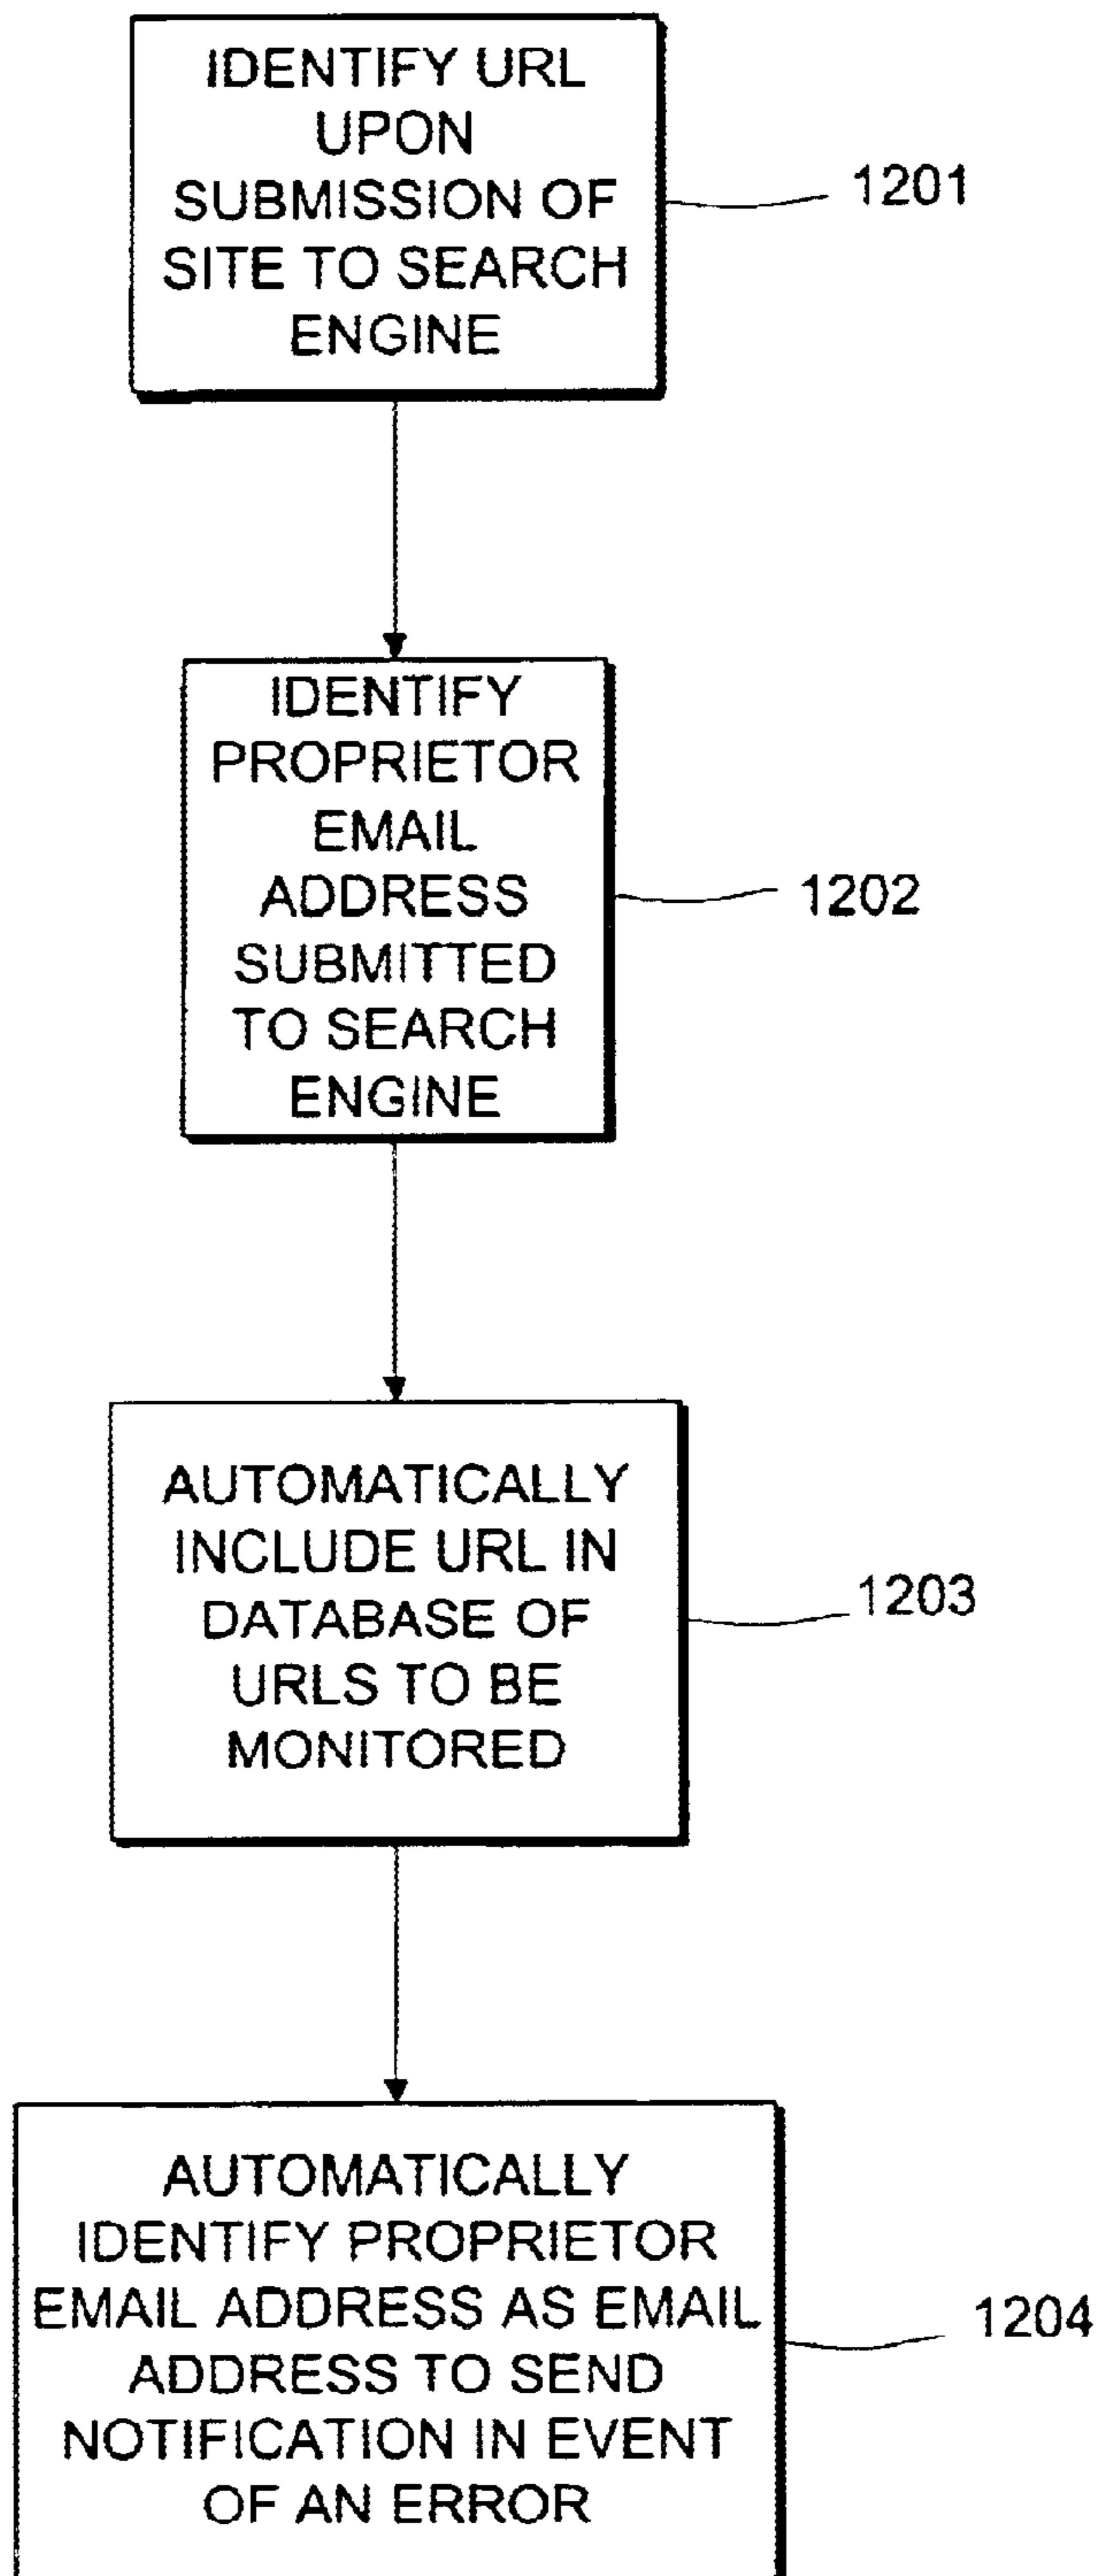 IDENTIFY URL
UPON
SUBMISSION OF
SITE TO SEARCH
ENGINE
1201
IDENTIFY
PROPRIETOR
EMAIL
ADDRESS
SUBMITTED
TO SEARCH
ENGINE
1202
AUTOMATICALLY
INCLUDE URL IN
DATABASE OF
URLS TO BE
MONITORED
1203
AUTOMATICALLY
IDENTIFY PROPRIETOR
EMAIL ADDRESS AS EMAIL
ADDRESS TO SEND
NOTIFICATION IN EVENT
OF AN ERROR
1204